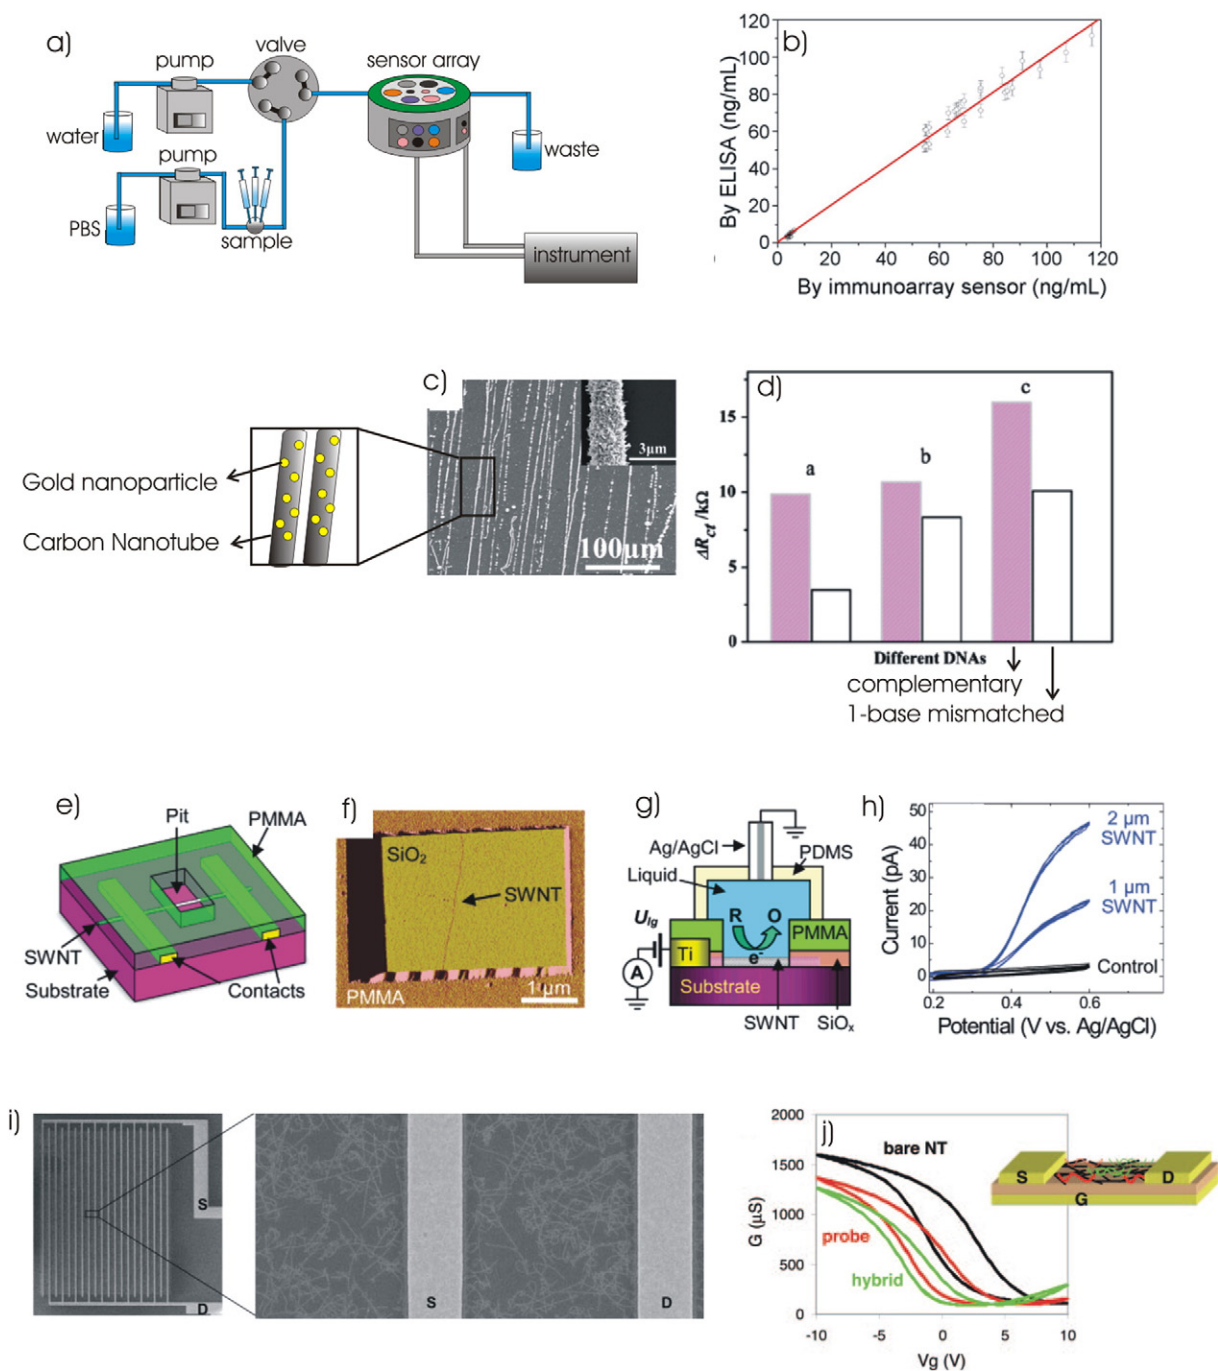 a)
valve
pump
sensor array
water
waste
pump
PBS
sample
instrument
b)
By ELISA (ng/mL)
120
100
80
60
40
20
0
0 20 40 60 80 100 120
By immunoarray sensor (ng/mL)
c)
Gold nanoparticle
Carbon Nanotube
3μm
100μm
d)
ΔRct /kΩ
15
10
5
0
a
b
c
Different DNAs
complementary
1-base mismatched
e)
Pit
PMMA
SWNT
Substrate
Contacts
f)
SiO2
SWNT
PMMA
1 μm
g)
Ag/AgCl
PDMS
Liquid
Ulg
R O
PMMA
Ti
e-
A
Substrate
SWNT
SiOx
h)
Current (pA)
50
40
30
20
10
0
2 μm
SWNT
1 μm
SWNT
Control
0.2 0.4 0.6
Potential (V vs. Ag/AgCl)
i)
S
D
S
D
j)
G (μS)
2000
1500
1000
500
0
bare NT
probe
hybrid
-10 -5 0 5 10
Vg (V)
S
D
G